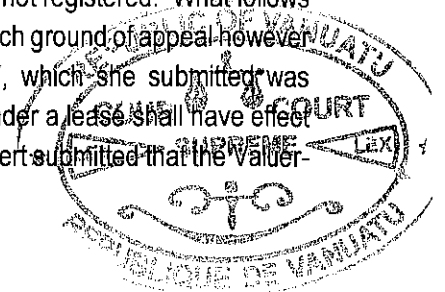 not registered. What follows
ch ground of appeal however
, which she submitted was
der a lease shall have effect
ert submitted that the Valuer-
REPUBLIC OF VANUATU
COUR COURT
SUPREME LEX
REPUBLIQUE DE VANUATU